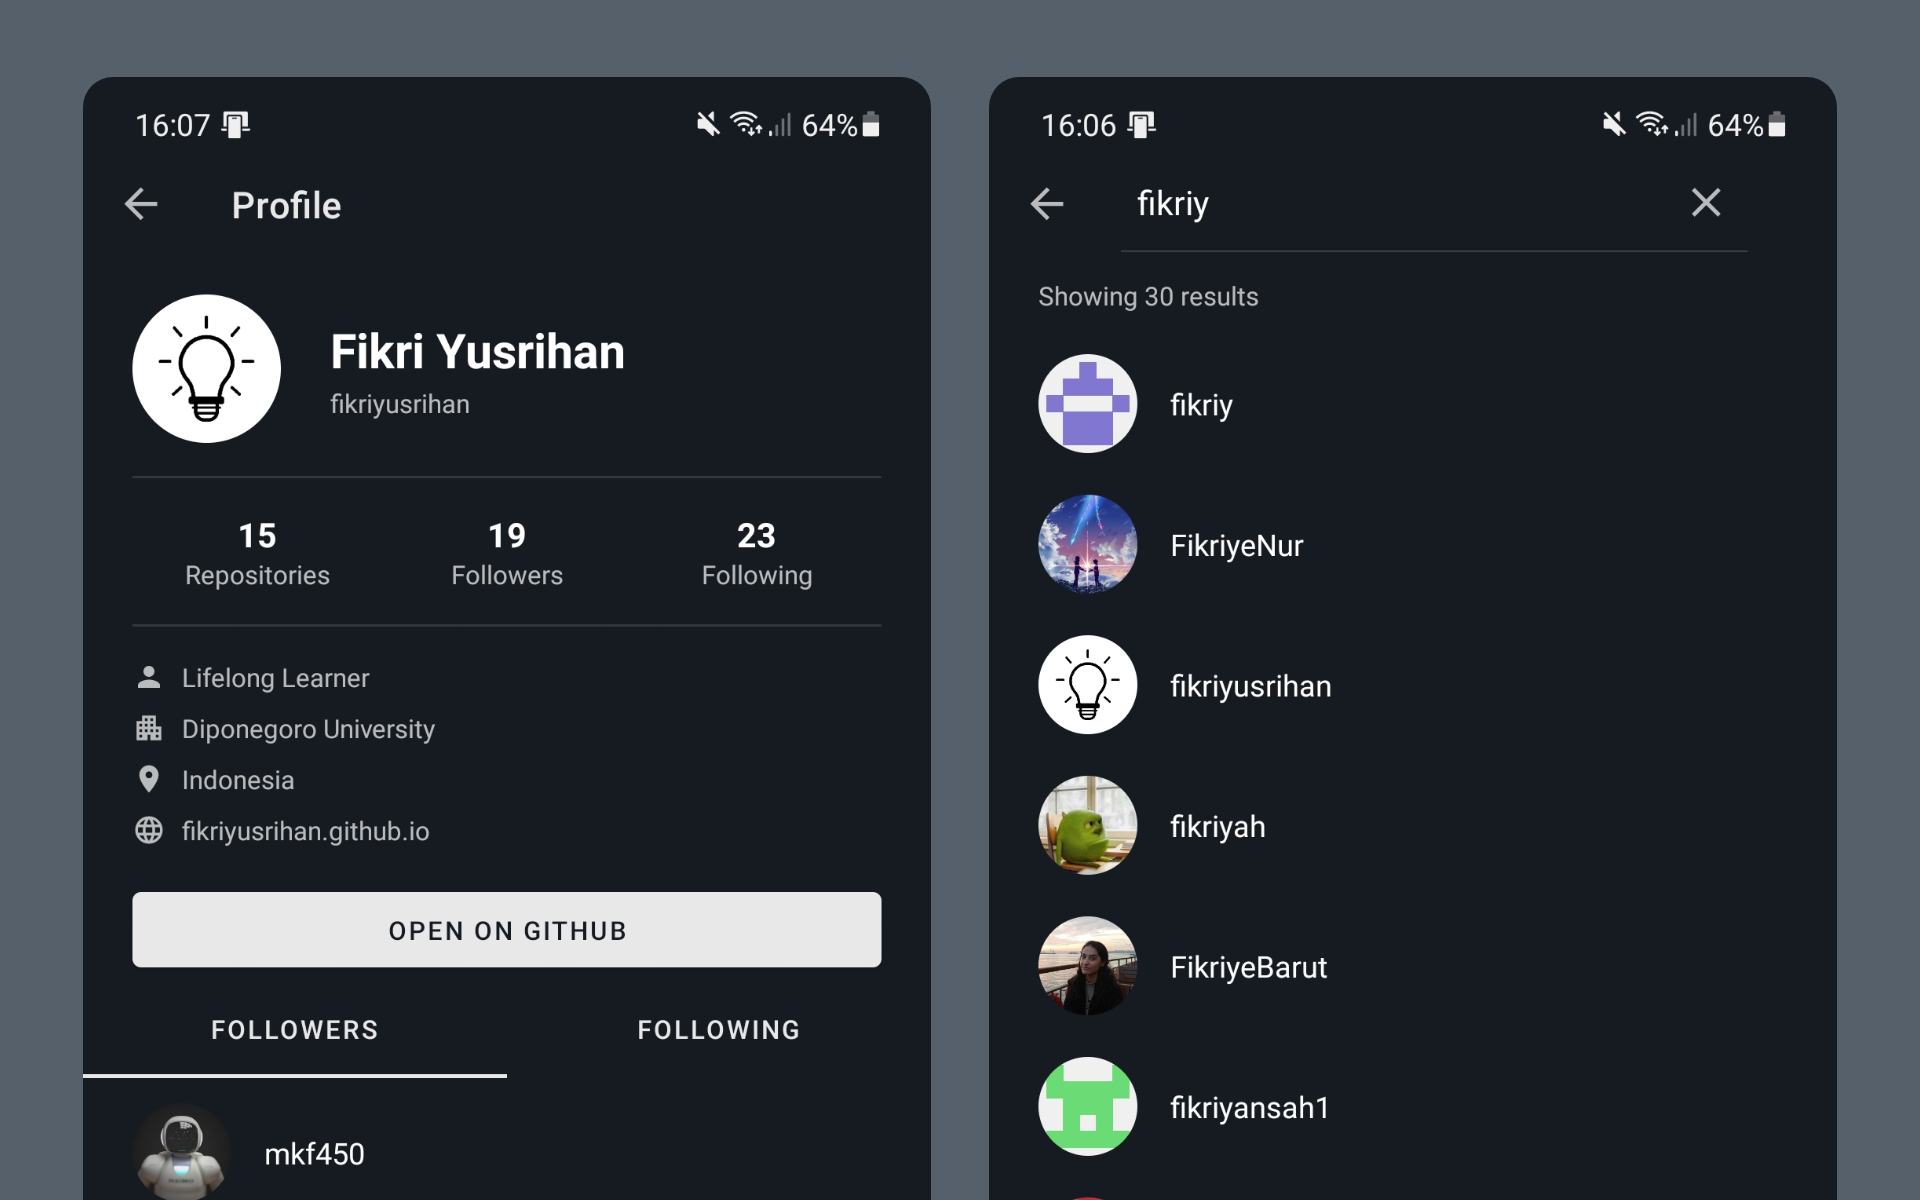 16:07 64%
Profile
Fikri Yusrihan
fikriyusrihan
15 19 23
Repositories Followers Following
Lifelong Learner
Diponegoro University
Indonesia
fikriyusrihan.github.io
OPEN ON GITHUB
FOLLOWERS FOLLOWING
mkf450
16:06 64%
fikriy
Showing 30 results
fikriy
FikriyeNur
fikriyusrihan
fikriyah
FikriyeBarut
fikriyansah1